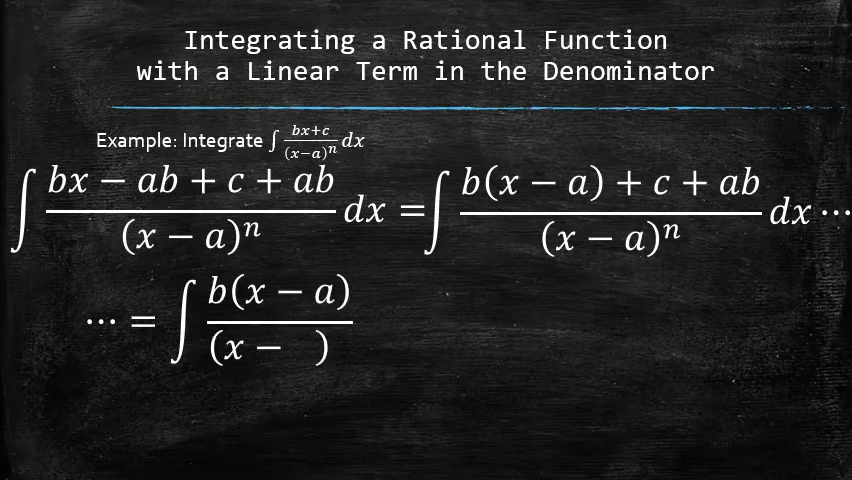 Integrating a Rational Function
with a Linear Term in the Denominator
Example: Integrate ∫ (bx+c)/(x−a)ⁿ dx
∫ (bx − ab + c + ab)/(x − a)ⁿ dx = ∫ (b(x − a) + c + ab)/(x − a)ⁿ dx ⋯
⋯ = ∫ b(x − a)/(x − )